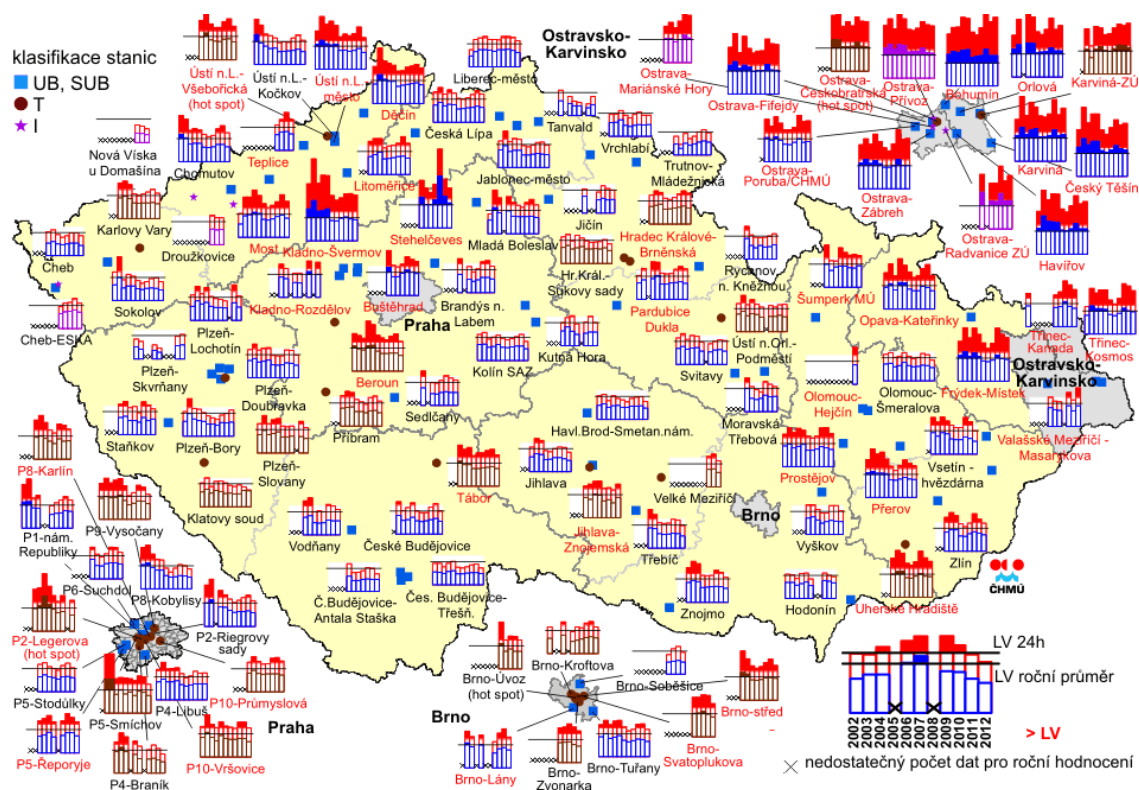 klasifikace stanic
UB, SUB
T
I
Ústí n.L.-
Všebořická
(hot spot)
Ústí n.L.-
Kočkov
Ústí n.L.-
město
Děčín
Liberec-město
Česká Lípa
Tanvald
Vrchlabí
Trutnov-
Mládežnická
Ostravsko-
Karvinsko
Ostrava-
Mariánské Hory
Ostrava-Fifejdy
Ostrava-
Českobratrská
(hot spot)
Ostrava-
Přívoz
Bohumín
Orlová
Karviná-ZÚ
Ostrava-
Poruba/ČHMÚ
Ostrava-
Zábreh
Karviná
Český Těšín
Ostrava-
Radvanice ZÚ
Havířov
Nová Víska
u Domašína
Chomutov
Teplice
Litoměřice
Jablonec-město
Karlovy Vary
Droužkovice
Most
Kladno-Švermov
Stehelčeves
Mladá Boleslav
Jičín
Hradec Králové-
Brněnská
Cheb
Sokolov
Kladno-Rozdělov
Buštěhrad
Brandýs n.
Labem
Praha
Hr.Král.-
Sukovy sady
Rychnov
n. Kněžnou
Šumperk MÚ
Opava-Kateřinky
Cheb-ESKA
Plzeň-
Lochotín
Plzeň-
Skvrňany
Plzeň-
Doubravka
Beroun
Kolín SAZ
Kutná Hora
Pardubice
Dukla
Ústí n.Orl.-
Podměstí
Svitavy
Olomouc-
Hejčín
Olomouc-
Šmeralova
Frýdek-Místek
Třinec-
Kanada
Třinec-
Kosmos
Ostravsko-
Karvinsko
Staňkov
Plzeň-Bory
Plzeň-
Slovany
Příbram
Sedlčany
Havl.Brod-Smetan.nám.
Moravská
Třebová
Prostějov
Přerov
Vsetín -
hvězdárna
Valašské Meziříčí -
Masarykova
P8-Karlín
P1-nám.
Republiky
P9-Vysočany
Klatovy soud
Tábor
Jihlava
Velké Meziříčí
Jihlava-
Znojemská
Brno
Třebíč
Vyškov
Zlín
P6-Suchdol
P8-Kobylisy
Vodňany
České Budějovice
Č.Budějovice-
Antala Staška
Čes. Budějovice-
Třešň.
Znojmo
Hodonín
Uherské Hradiště
ČHMÚ
P2-Legerova
(hot spot)
P2-Riegrovy
sady
P5-Stodůlky
P5-Smíchov
P4-Libuš
P10-Průmyslová
Praha
P5-Řeporyje
P4-Braník
P10-Vršovice
Brno-Úvoz
(hot spot)
Brno-Kroftova
Brno-Soběšice
Brno
Brno-střed
Brno-Lány
Brno-
Zvonarka
Brno-Tuřany
Brno-
Svatoplukova
LV 24h
LV roční průměr
2002
2003
2004
2005
2006
2007
2008
2009
2010
2011
2012
> LV
nedostatečný počet dat pro roční hodnocení